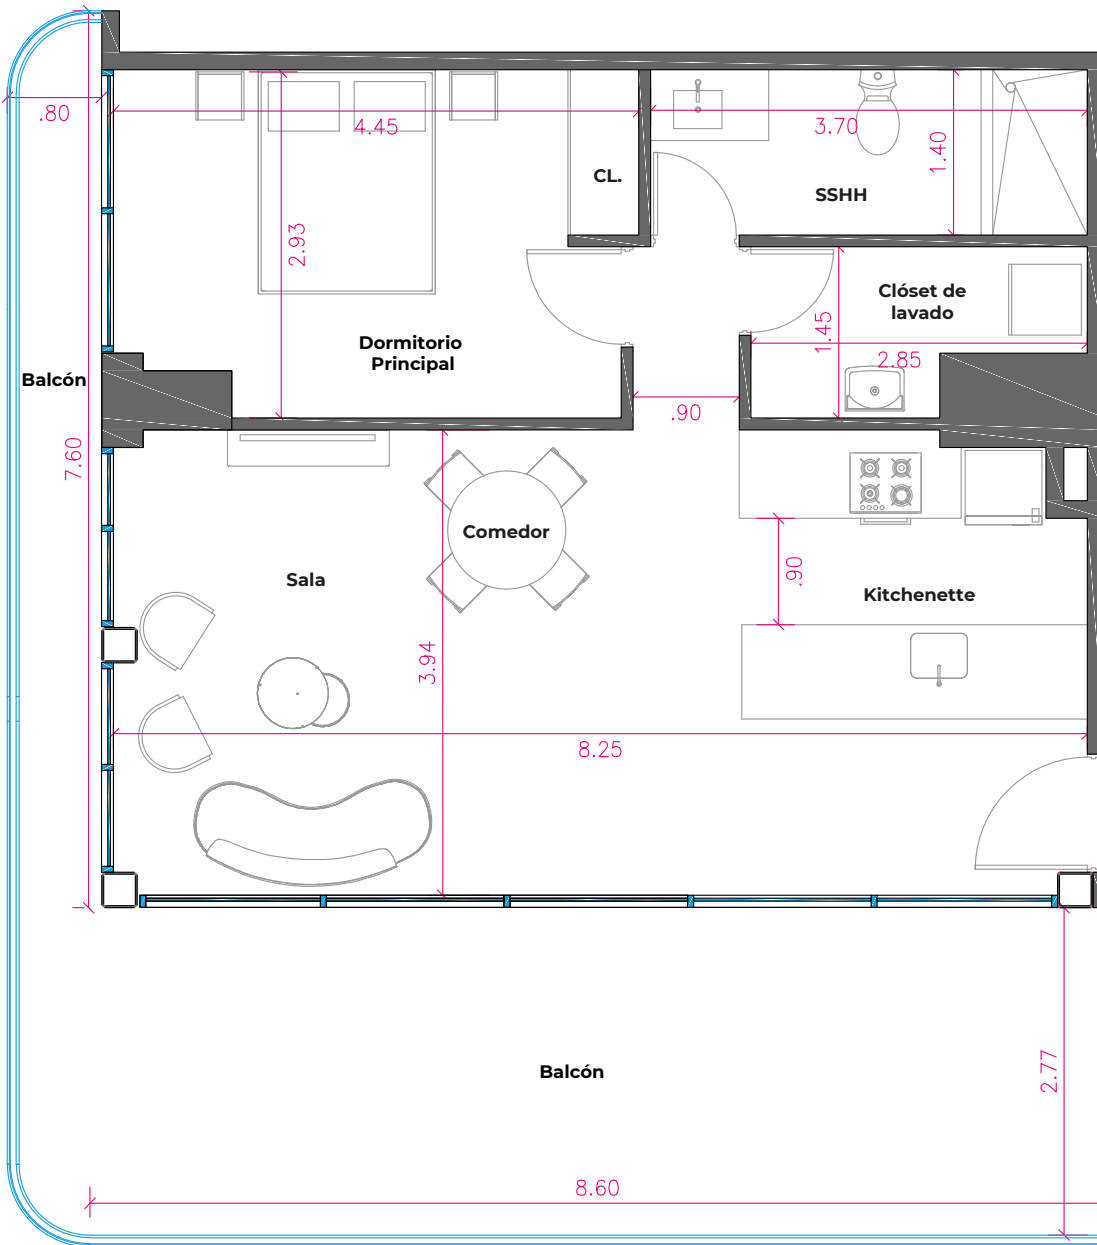 .80
4.45
3.70
1.40
CL.
SSHH
2.93
Clóset de
lavado
1.45
Dormitorio
Principal
2.85
Balcón
.90
7.60
Comedor
Sala
.90
Kitchenette
3.94
8.25
Balcón
2.77
8.60